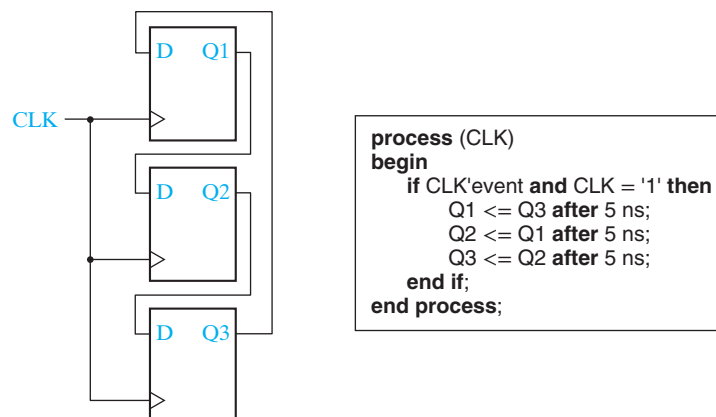 D Q1
CLK
D Q2
D Q3
process (CLK)
begin
if CLK'event and CLK = '1' then
Q1 <= Q3 after 5 ns;
Q2 <= Q1 after 5 ns;
Q3 <= Q2 after 5 ns;
end if;
end process;